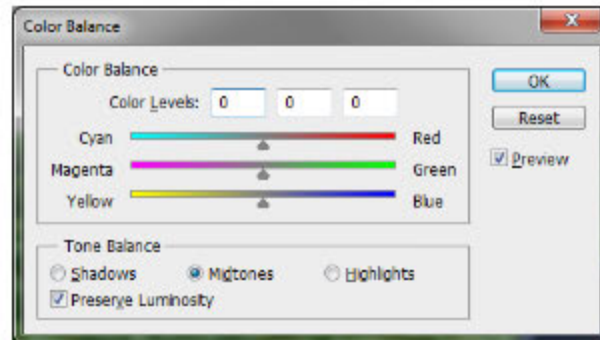 Color Balance
Color Balance
OK
Color Levels: 0 0 0
Reset
Cyan Red
Preview
Magenta Green
Yellow Blue
Tone Balance
Shadows Midtones Highlights
Preserve Luminosity